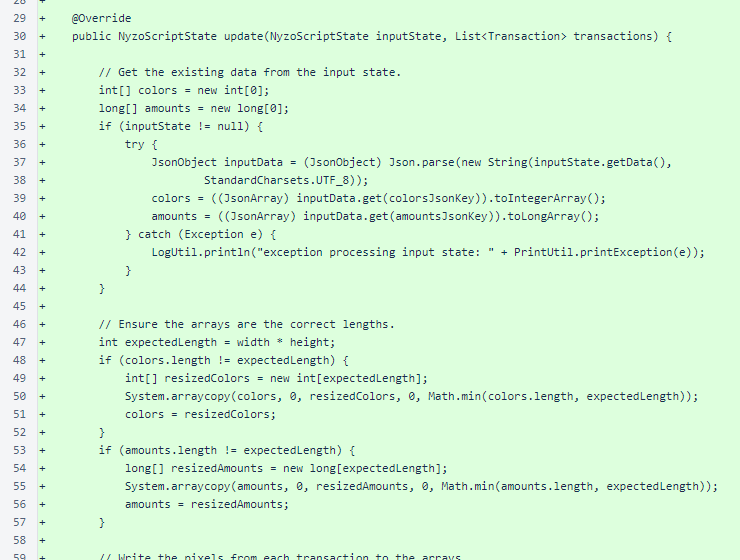 28 +
29 + @Override
30 + public NyzoScriptState update(NyzoScriptState inputState, List<Transaction> transactions) {
31 +
32 + // Get the existing data from the input state.
33 + int[] colors = new int[0];
34 + long[] amounts = new long[0];
35 + if (inputState != null) {
36 + try {
37 + JsonObject inputData = (JsonObject) Json.parse(new String(inputState.getData(),
38 + StandardCharsets.UTF_8));
39 + colors = ((JsonArray) inputData.get(colorsJsonKey)).toIntegerArray();
40 + amounts = ((JsonArray) inputData.get(amountsJsonKey)).toLongArray();
41 + } catch (Exception e) {
42 + LogUtil.println("exception processing input state: " + PrintUtil.printException(e));
43 + }
44 + }
45 +
46 + // Ensure the arrays are the correct lengths.
47 + int expectedLength = width * height;
48 + if (colors.length != expectedLength) {
49 + int[] resizedColors = new int[expectedLength];
50 + System.arraycopy(colors, 0, resizedColors, 0, Math.min(colors.length, expectedLength));
51 + colors = resizedColors;
52 + }
53 + if (amounts.length != expectedLength) {
54 + long[] resizedAmounts = new long[expectedLength];
55 + System.arraycopy(amounts, 0, resizedAmounts, 0, Math.min(amounts.length, expectedLength));
56 + amounts = resizedAmounts;
57 + }
58 +
59 + // Write the pixels from each transaction to the arrays